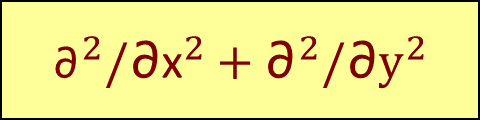 ∂²/∂x² + ∂²/∂y²